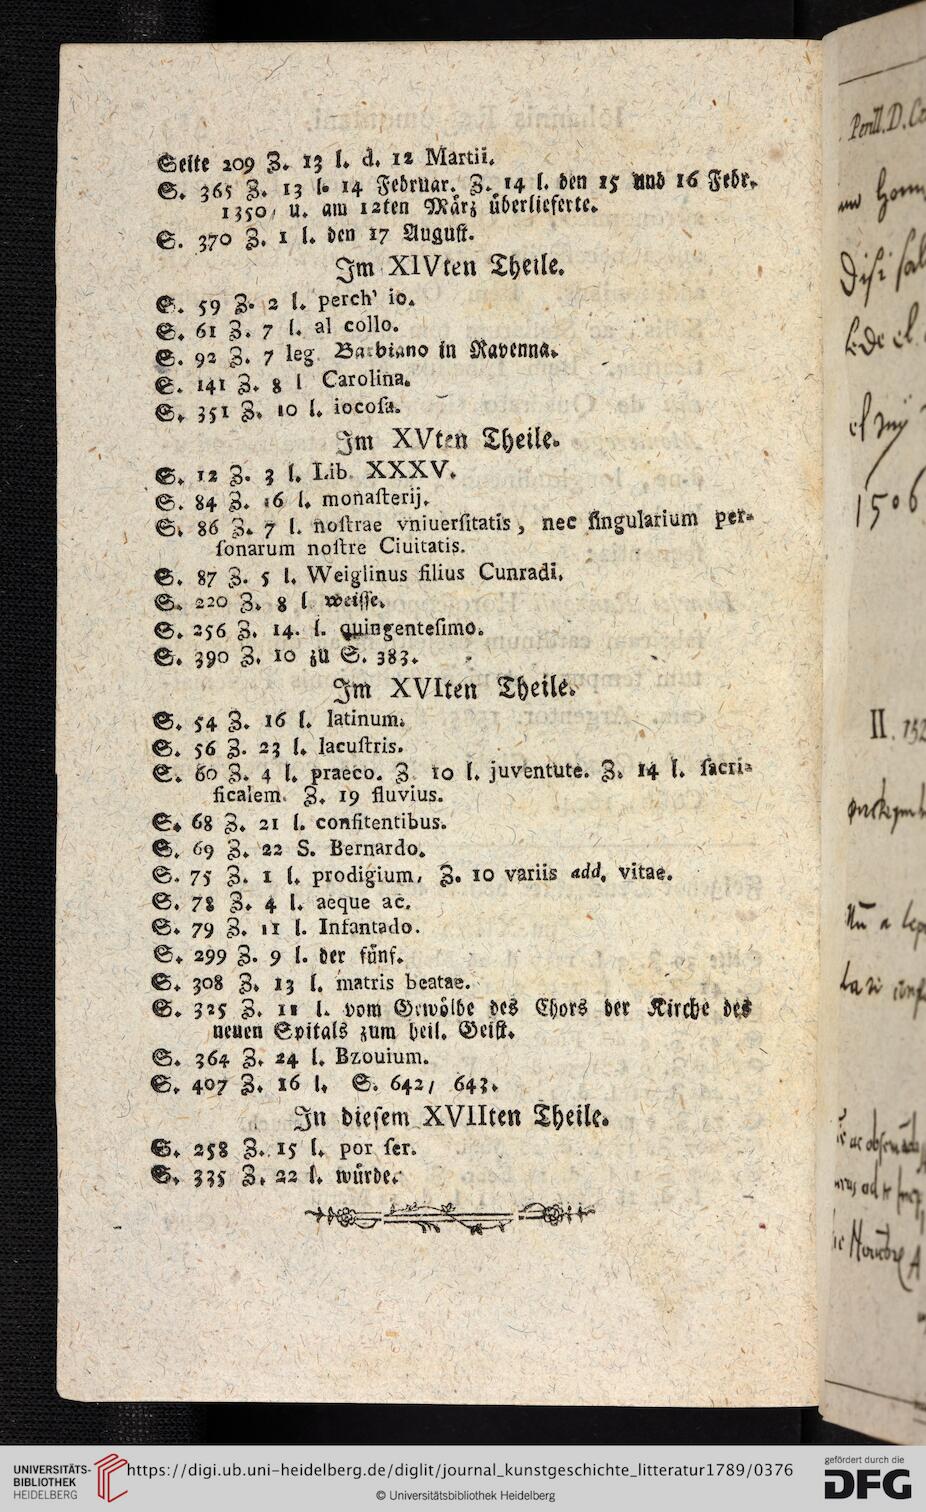 Seite 209 Z. 13 l. d. 12 Martii.
S. 365 Z. 13 l. 14 Februar. Z. 14 l. den 15 und 16 Febr.
1350, u. am 12ten März überlieferte.
S. 370 Z. 1 l. den 17 August.
Im XIVten Theile.
S. 59 Z. 2 l. perch' io.
S. 61 Z. 7 l. al collo.
S. 92 Z. 7 leg. Barbiano in Ravenna.
S. 141 Z. 8 l Carolina.
S. 351 Z. 10 l. iocoſa.
Im XVten Theile.
S. 12 Z. 3 l. Lib. XXXV.
S. 84 Z. 16 l. monaſterij.
S. 86 Z. 7 l. noſtrae vniuerſitatis, nec ſingularium per-
ſonarum noſtre Ciuitatis.
S. 87 Z. 5 l. Weiglinus filius Cunradi.
S. 220 Z. 8 l weiſſe.
S. 256 Z. 14. l. quingenteſimo.
S. 390 Z. 10 zu S. 383.
Im XVIten Theile.
S. 54 Z. 16 l. latinum.
S. 56 Z. 23 l. lacuſtris.
S. 60 Z. 4 l. praeco. Z 10 l. juventute. Z. 14 l. ſacri-
ficalem. Z. 19 fluvius.
S. 68 Z. 21 l. confitentibus.
S. 69 Z. 22 S. Bernardo.
S. 75 Z. 1 l. prodigium, Z. 10 variis add. vitae.
S. 78 Z. 4 l. aeque ac.
S. 79 Z. 11 l. Infantado.
S. 299 Z. 9 l. der fünf.
S. 308 Z. 13 l. matris beatae.
S. 325 Z. 11 l. vom Gewölbe des Chors der Kirche des
neuen Spitals zum heil. Geiſt.
S. 364 Z. 24 l. Bzouium.
S. 407 Z. 16 l. S. 642, 643.
In dieſem XVIIten Theile.
S. 258 Z. 15 l. por ſer.
S. 335 Z. 22 l. würde.
1506
II.
UNIVERSITÄTS-
BIBLIOTHEK
HEIDELBERG
https://digi.ub.uni-heidelberg.de/diglit/journal_kunstgeschichte_litteratur1789/0376
© Universitätsbibliothek Heidelberg
gefördert durch die
DFG